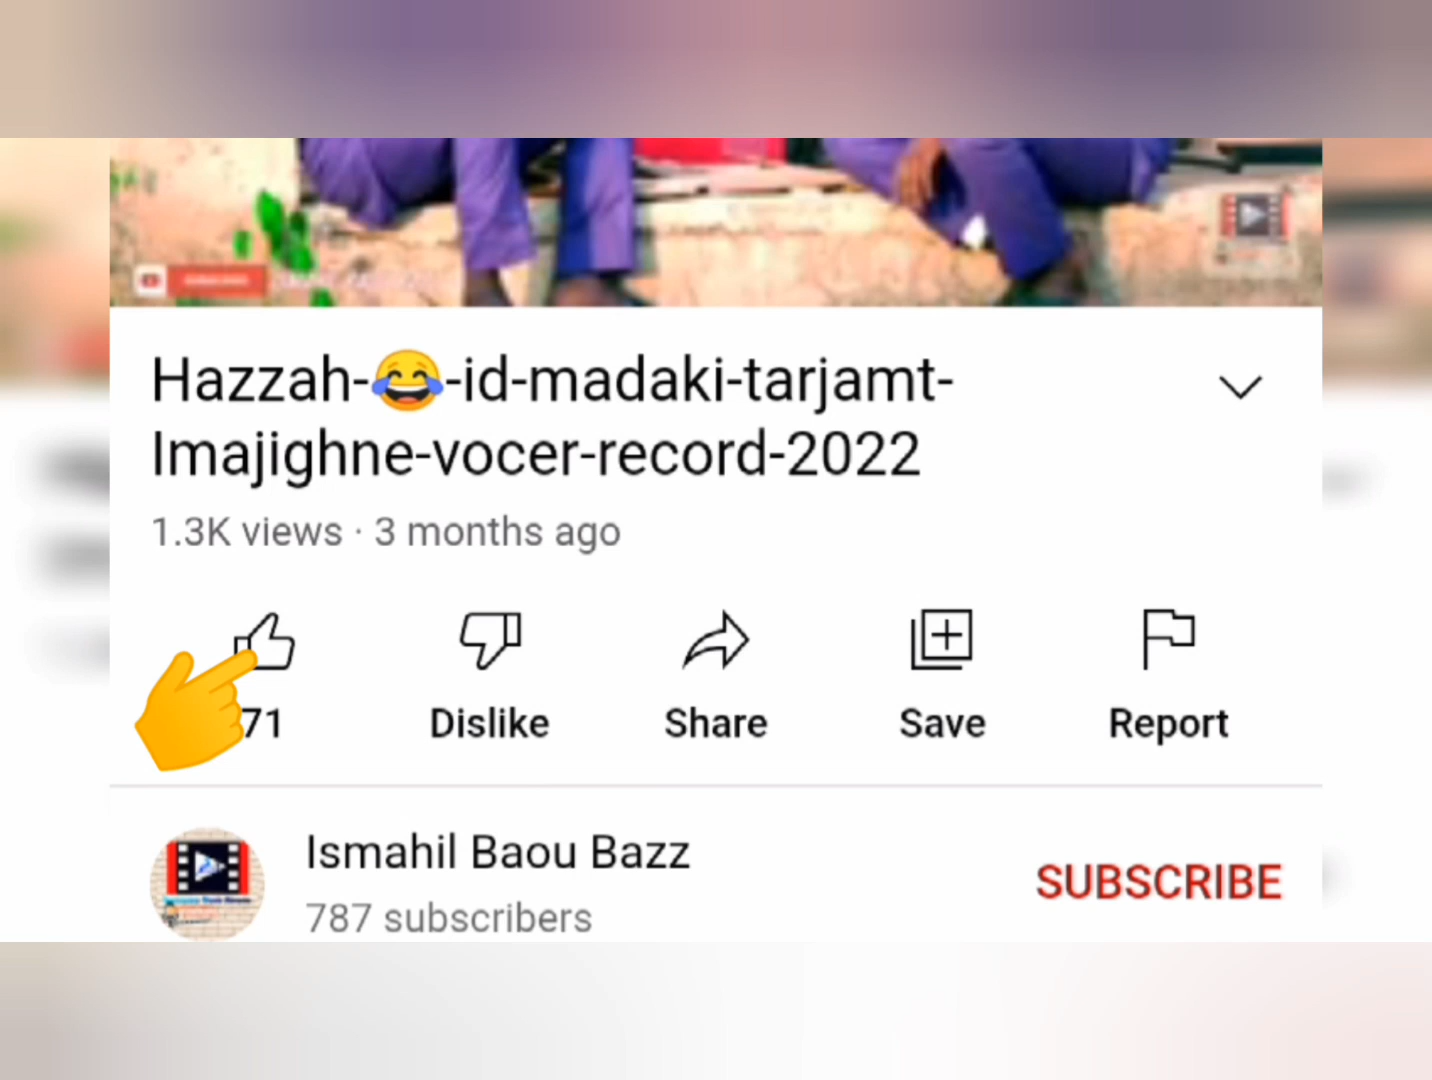 Hazzah-😂-id-madaki-tarjamt-
Imajighne-vocer-record-2022
1.3K views · 3 months ago
71 Dislike Share Save Report
Ismahil Baou Bazz
SUBSCRIBE
787 subscribers